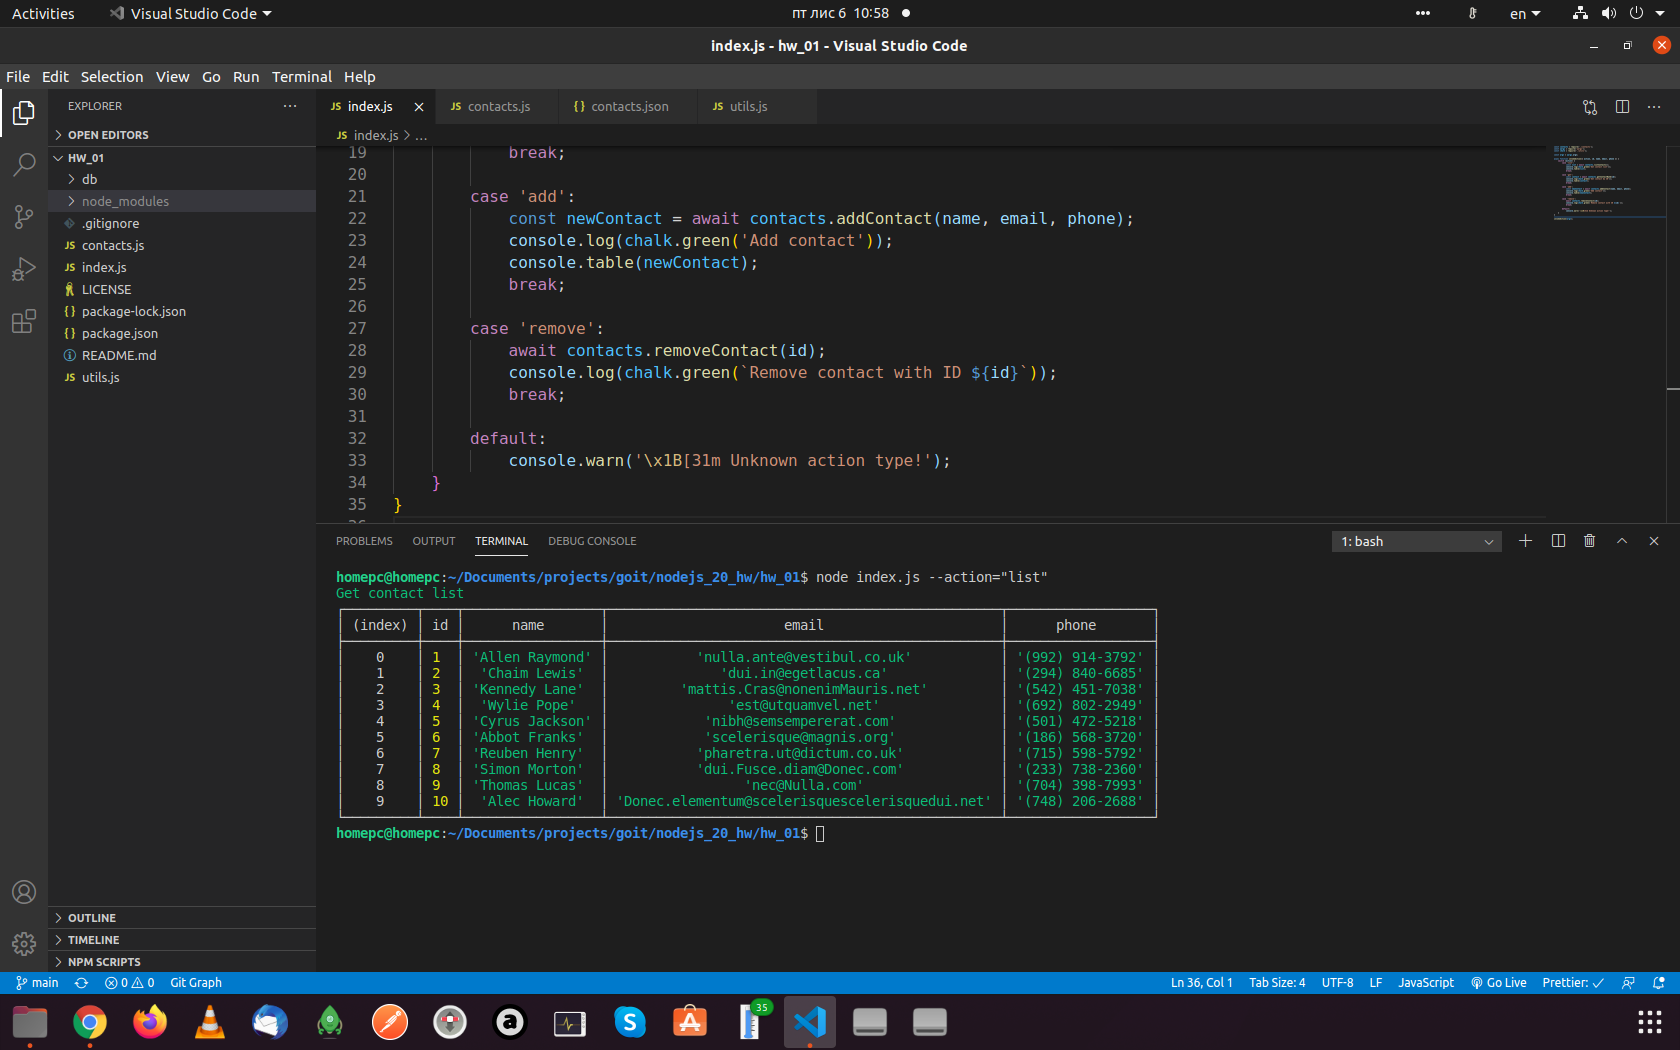 Activities
Visual Studio Code
пт лис 6 10:58
en
index.js - hw_01 - Visual Studio Code
File Edit Selection View Go Run Terminal Help
EXPLORER
OPEN EDITORS
HW_01
db
node_modules
.gitignore
JS contacts.js
JS index.js
LICENSE
{ } package-lock.json
{ } package.json
README.md
JS utils.js
OUTLINE
TIMELINE
NPM SCRIPTS
JS index.js
JS contacts.js
{ } contacts.json
JS utils.js
JS index.js > ...
19 break;
20
21 case 'add':
22 const newContact = await contacts.addContact(name, email, phone);
23 console.log(chalk.green('Add contact'));
24 console.table(newContact);
25 break;
26
27 case 'remove':
28 await contacts.removeContact(id);
29 console.log(chalk.green(`Remove contact with ID ${id}`));
30 break;
31
32 default:
33 console.warn('\x1B[31m Unknown action type!');
34 }
35 }
PROBLEMS OUTPUT TERMINAL DEBUG CONSOLE
1: bash
homepc@homepc:~/Documents/projects/goit/nodejs_20_hw/hw_01$ node index.js --action="list"
Get contact list
(index) id name email phone
0 1 'Allen Raymond' 'nulla.ante@vestibul.co.uk' '(992) 914-3792'
1 2 'Chaim Lewis' 'dui.in@egetlacus.ca' '(294) 840-6685'
2 3 'Kennedy Lane' 'mattis.Cras@nonenimMauris.net' '(542) 451-7038'
3 4 'Wylie Pope' 'est@utquamvel.net' '(692) 802-2949'
4 5 'Cyrus Jackson' 'nibh@semsempererat.com' '(501) 472-5218'
5 6 'Abbot Franks' 'scelerisque@magnis.org' '(186) 568-3720'
6 7 'Reuben Henry' 'pharetra.ut@dictum.co.uk' '(715) 598-5792'
7 8 'Simon Morton' 'dui.Fusce.diam@Donec.com' '(233) 738-2360'
8 9 'Thomas Lucas' 'nec@Nulla.com' '(704) 398-7993'
9 10 'Alec Howard' 'Donec.elementum@scelerisquescelerisquedui.net' '(748) 206-2688'
homepc@homepc:~/Documents/projects/goit/nodejs_20_hw/hw_01$
main
0
0
Git Graph
Ln 36, Col 1
Tab Size: 4
UTF-8
LF
JavaScript
Go Live
Prettier:
35